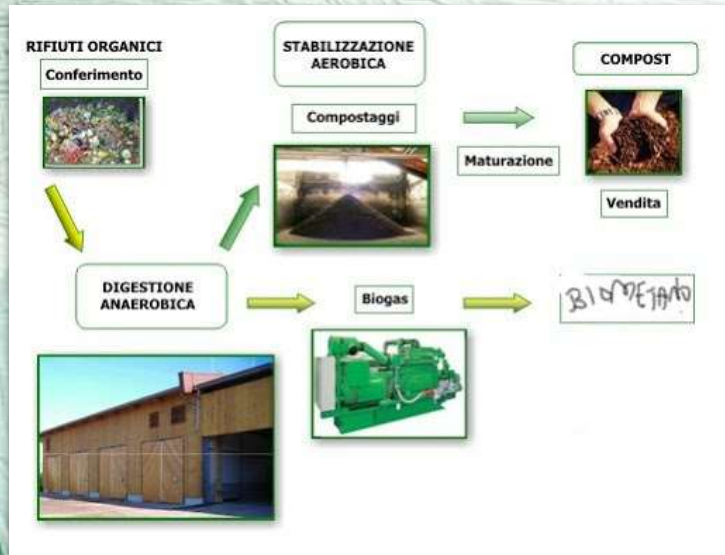 RIFIUTI ORGANICI
Conferimento
STABILIZZAZIONE
AEROBICA
Compostaggi
Maturazione
COMPOST
Vendita
DIGESTIONE
ANAEROBICA
Biogas
BIOMETANO